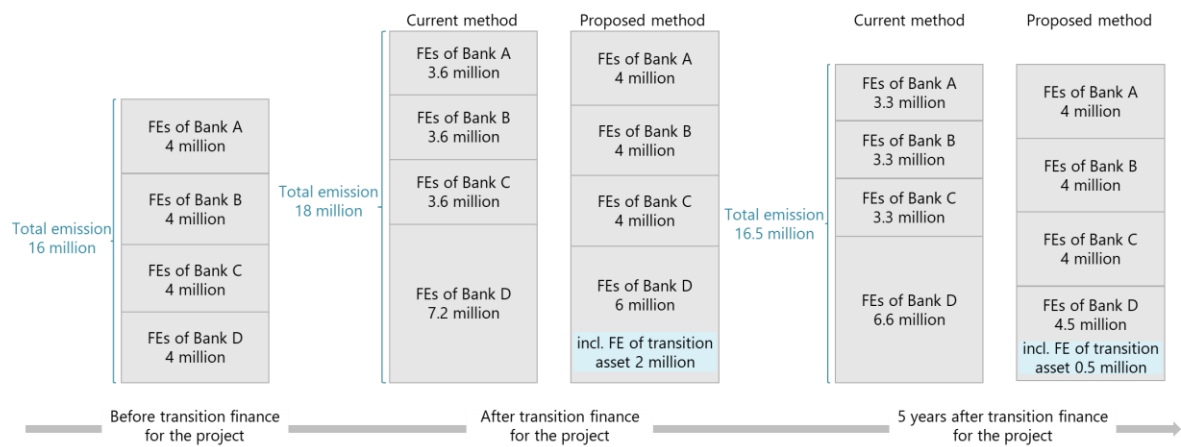 Current method
Proposed method
Current method
Proposed method
FEs of Bank A
4 million
FEs of Bank B
4 million
FEs of Bank C
4 million
FEs of Bank D
4 million
Total emission
16 million
FEs of Bank A
3.6 million
FEs of Bank B
3.6 million
FEs of Bank C
3.6 million
FEs of Bank D
7.2 million
Total emission
18 million
FEs of Bank A
4 million
FEs of Bank B
4 million
FEs of Bank C
4 million
FEs of Bank D
6 million
incl. FE of transition
asset 2 million
Total emission
16.5 million
FEs of Bank A
3.3 million
FEs of Bank B
3.3 million
FEs of Bank C
3.3 million
FEs of Bank D
6.6 million
FEs of Bank A
4 million
FEs of Bank B
4 million
FEs of Bank C
4 million
FEs of Bank D
4.5 million
incl. FE of transition
asset 0.5 million
Before transition finance
for the project
After transition finance
for the project
5 years after transition finance
for the project